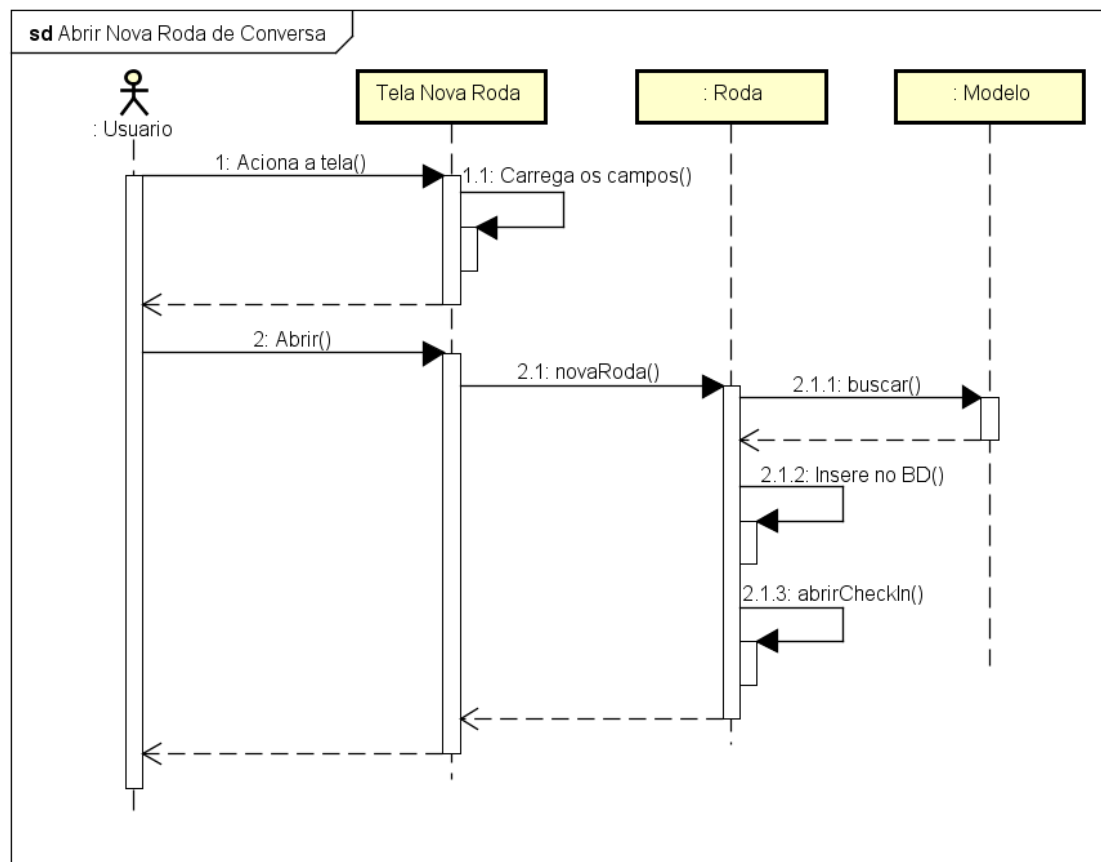 sd Abrir Nova Roda de Conversa
: Usuario
Tela Nova Roda
: Roda
: Modelo
1: Aciona a tela()
1.1: Carrega os campos()
2: Abrir()
2.1: novaRoda()
2.1.1: buscar()
2.1.2: Insere no BD()
2.1.3: abrirCheckIn()